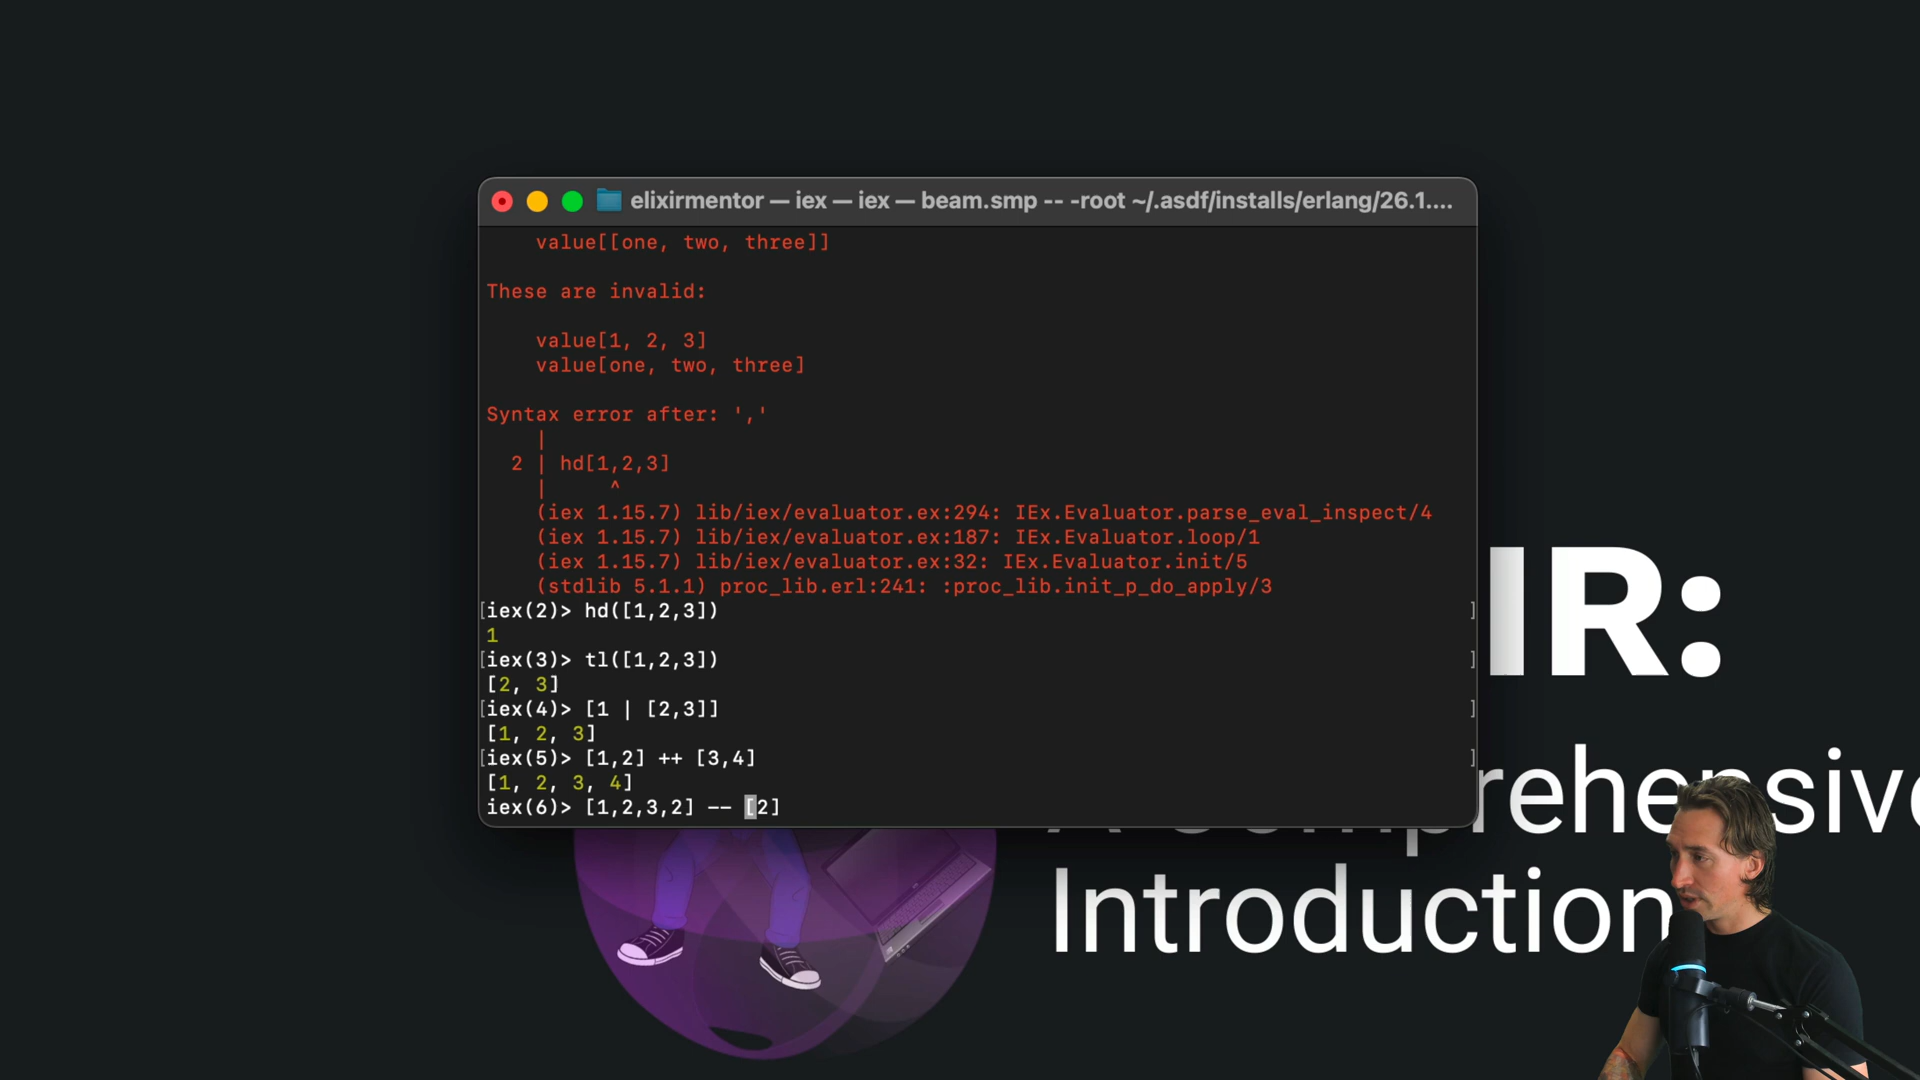 elixirmentor — iex — iex — beam.smp -- -root ~/.asdf/installs/erlang/26.1....
value[[one, two, three]]
These are invalid:
value[1, 2, 3]
value[one, two, three]
Syntax error after: ','
|
2 | hd[1,2,3]
| ^
(iex 1.15.7) lib/iex/evaluator.ex:294: IEx.Evaluator.parse_eval_inspect/4
(iex 1.15.7) lib/iex/evaluator.ex:187: IEx.Evaluator.loop/1
(iex 1.15.7) lib/iex/evaluator.ex:32: IEx.Evaluator.init/5
(stdlib 5.1.1) proc_lib.erl:241: :proc_lib.init_p_do_apply/3
[iex(2)> hd([1,2,3]) ]
1
[iex(3)> tl([1,2,3]) ]
[2, 3]
[iex(4)> [1 | [2,3]] ]
[1, 2, 3]
[iex(5)> [1,2] ++ [3,4] ]
[1, 2, 3, 4]
iex(6)> [1,2,3,2] -- [2]
IR:
rehensive
Introduction